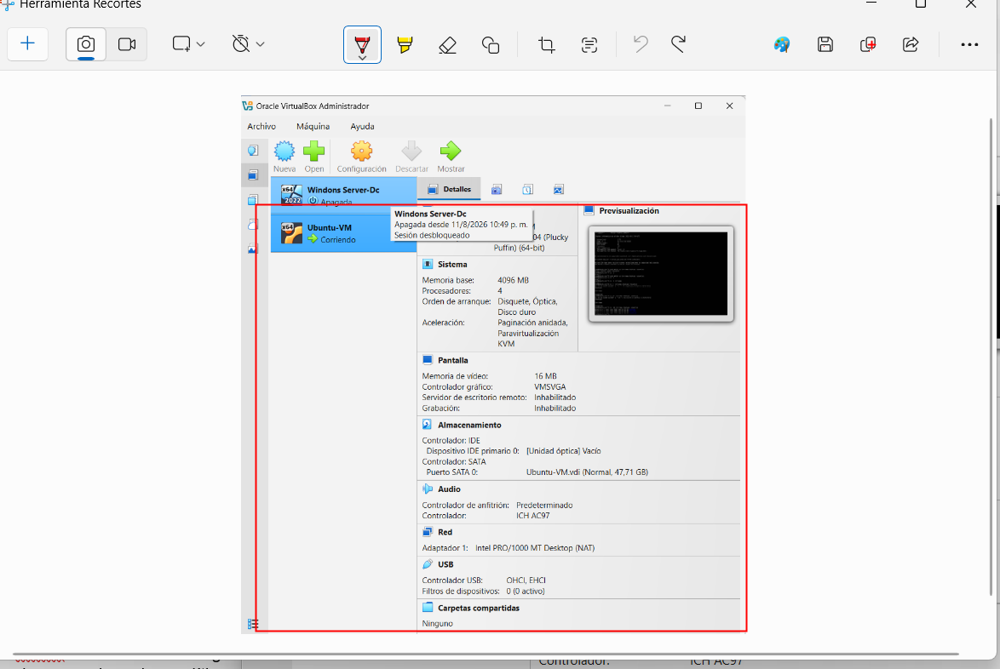 Herramienta Recortes
Oracle VirtualBox Administrador
Archivo Máquina Ayuda
Nueva Open Configuración Descartar Mostrar
x64 2022 Windons Server-Dc
Apagada
Detalles
Windons Server-Dc
Apagada desde 11/8/2026 10:49 p. m.
Sesión desbloqueado
x64 Ubuntu-VM
Corriendo
04 (Plucky
Puffin) (64-bit)
Previsualización
Sistema
Memoria base: 4096 MB
Procesadores: 4
Orden de arranque: Disquete, Óptica,
Disco duro
Aceleración: Paginación anidada,
Paravirtualización
KVM
Pantalla
Memoria de vídeo: 16 MB
Controlador gráfico: VMSVGA
Servidor de escritorio remoto: Inhabilitado
Grabación: Inhabilitado
Almacenamiento
Controlador: IDE
Dispositivo IDE primario 0: [Unidad óptica] Vacío
Controlador: SATA
Puerto SATA 0: Ubuntu-VM.vdi (Normal, 47,71 GB)
Audio
Controlador de anfitrión: Predeterminado
Controlador: ICH AC97
Red
Adaptador 1: Intel PRO/1000 MT Desktop (NAT)
USB
Controlador USB: OHCI, EHCI
Filtros de dispositivos: 0 (0 activo)
Carpetas compartidas
Ninguno
Controlador: ICH AC97